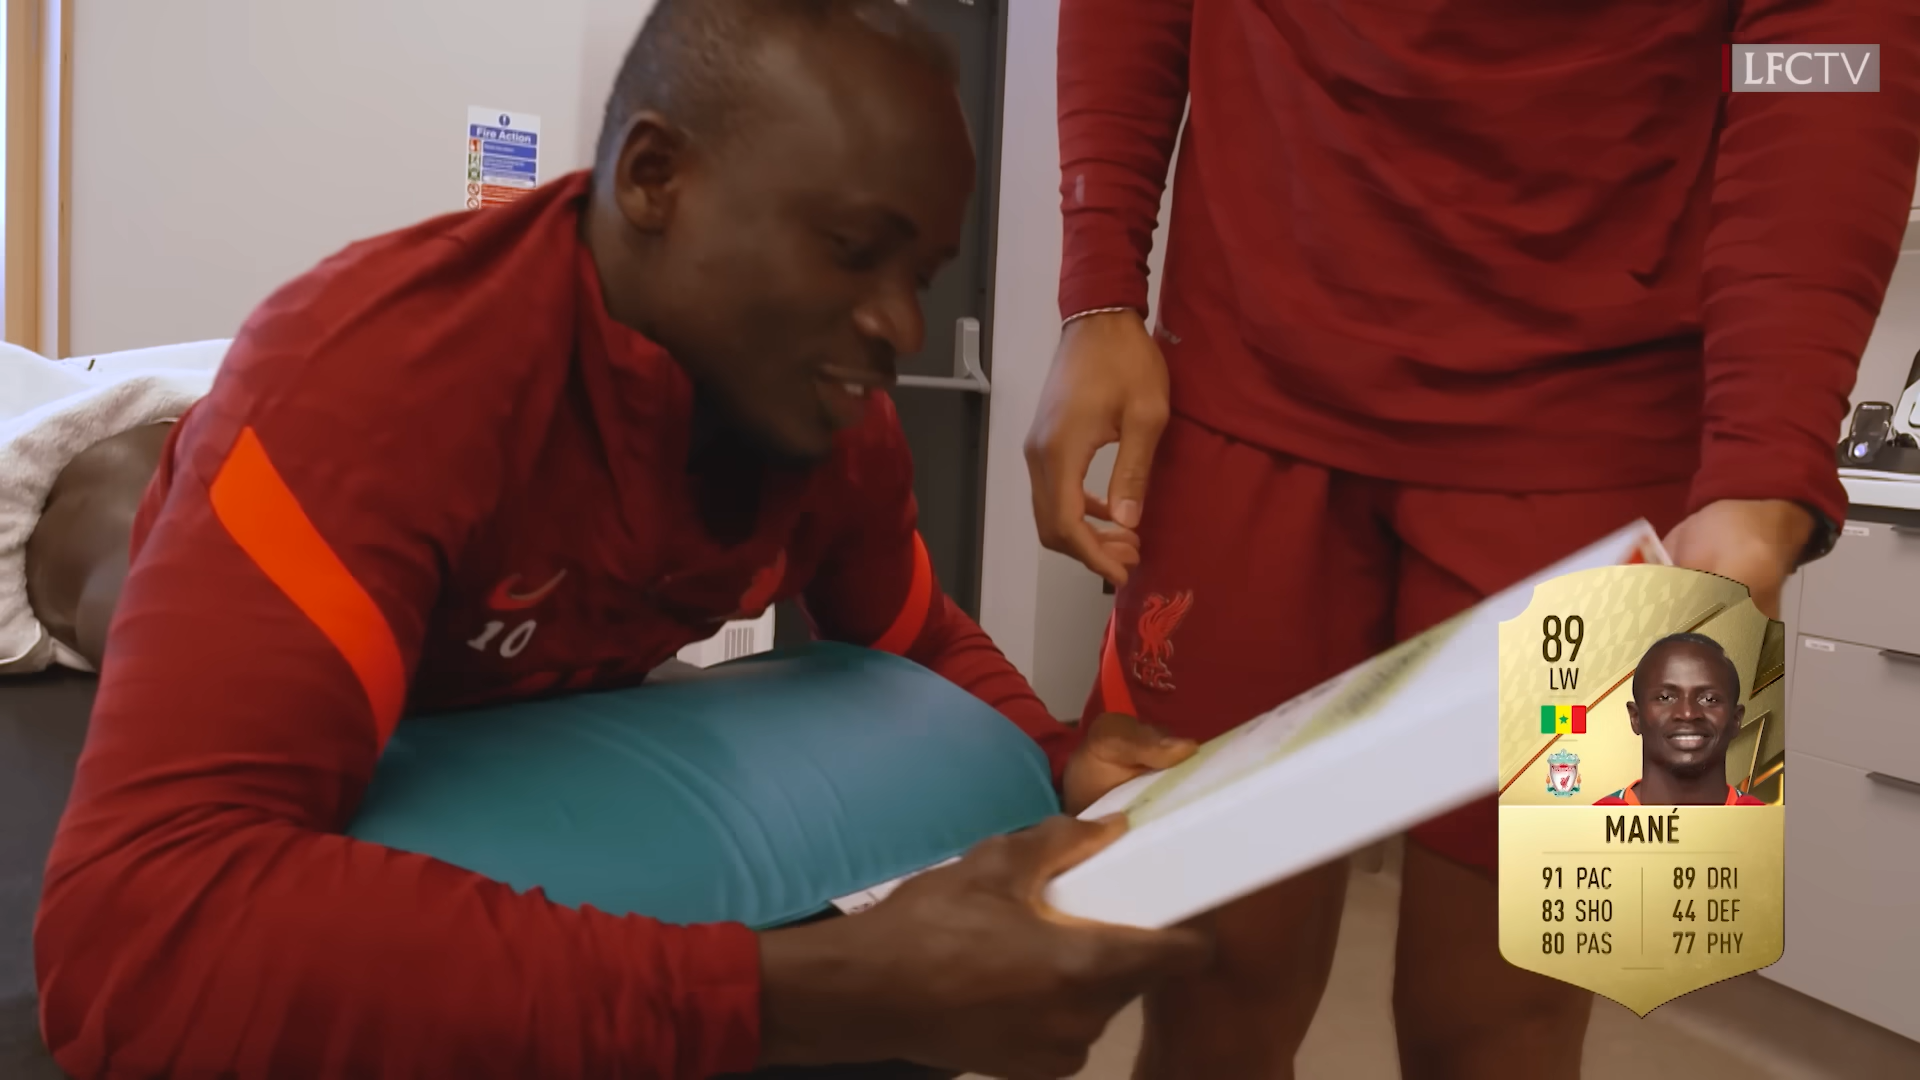 LFCTV
Fire Action
10
89
LW
MANÉ
91 PAC 89 DRI
83 SHO 44 DEF
80 PAS 77 PHY